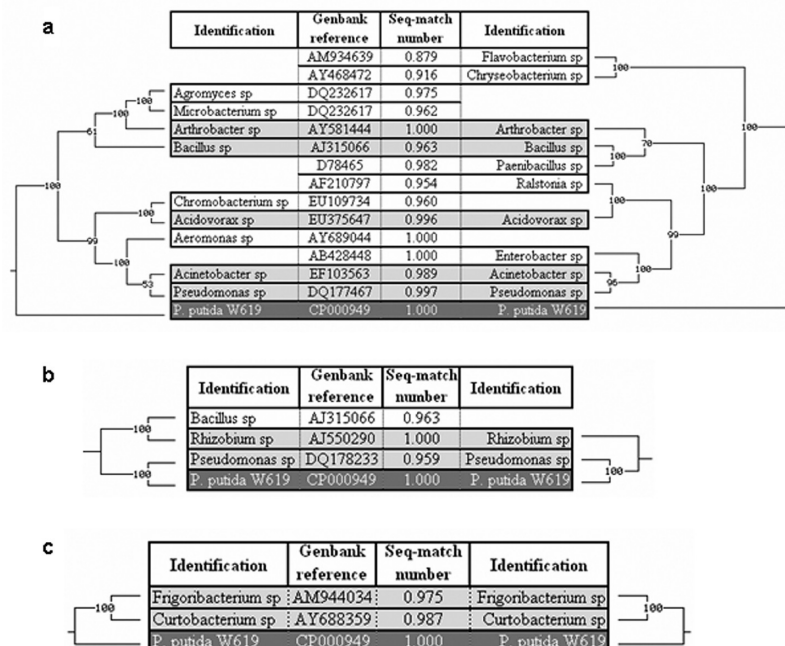 a
Identification Genbank reference Seq-match number Identification
AM934639 0.879 Flavobacterium sp
AY468472 0.916 Chryseobacterium sp
Agromyces sp DQ232617 0.975
Microbacterium sp DQ232617 0.962
Arthrobacter sp AY581444 1.000 Arthrobacter sp
Bacillus sp AJ315066 0.963 Bacillus sp
D78465 0.982 Paenibacillus sp
AF210797 0.954 Ralstonia sp
Chromobacterium sp EU109734 0.960
Acidovorax sp EU375647 0.996 Acidovorax sp
Aeromonas sp AY689044 1.000
AB428448 1.000 Enterobacter sp
Acinetobacter sp EF103563 0.989 Acinetobacter sp
Pseudomonas sp DQ177467 0.997 Pseudomonas sp
P. putida W619 CP000949 1.000 P. putida W619
100 100 61 100 100 99 100 53
100 100 70 100 100 99 100 96
b
Identification Genbank reference Seq-match number Identification
Bacillus sp AJ315066 0.963
Rhizobium sp AJ550290 1.000 Rhizobium sp
Pseudomonas sp DQ178233 0.959 Pseudomonas sp
P. putida W619 CP000949 1.000 P. putida W619
100 100 100
c
Identification Genbank reference Seq-match number Identification
Frigoribacterium sp AM944034 0.975 Frigoribacterium sp
Curtobacterium sp AY688359 0.987 Curtobacterium sp
P. putida W619 CP000949 1.000 P. putida W619
100 100